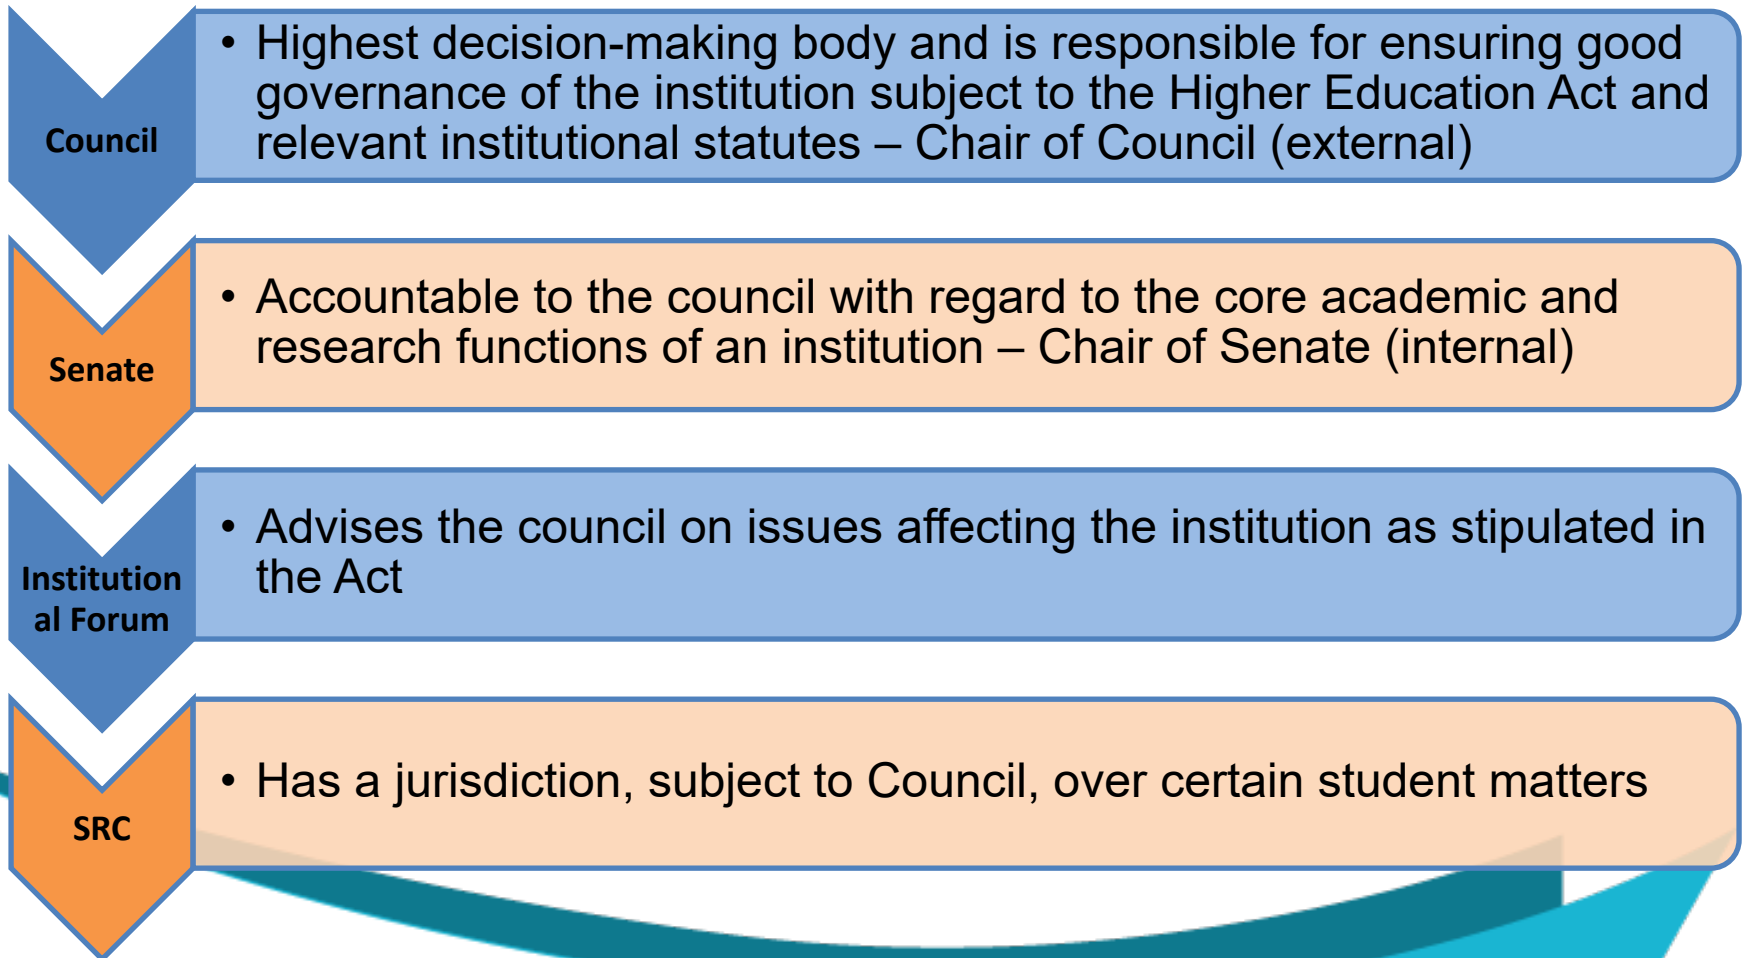 Council
• Highest decision-making body and is responsible for ensuring good
governance of the institution subject to the Higher Education Act and
relevant institutional statutes – Chair of Council (external)
Senate
• Accountable to the council with regard to the core academic and
research functions of an institution – Chair of Senate (internal)
Institution
al Forum
• Advises the council on issues affecting the institution as stipulated in
the Act
SRC
• Has a jurisdiction, subject to Council, over certain student matters